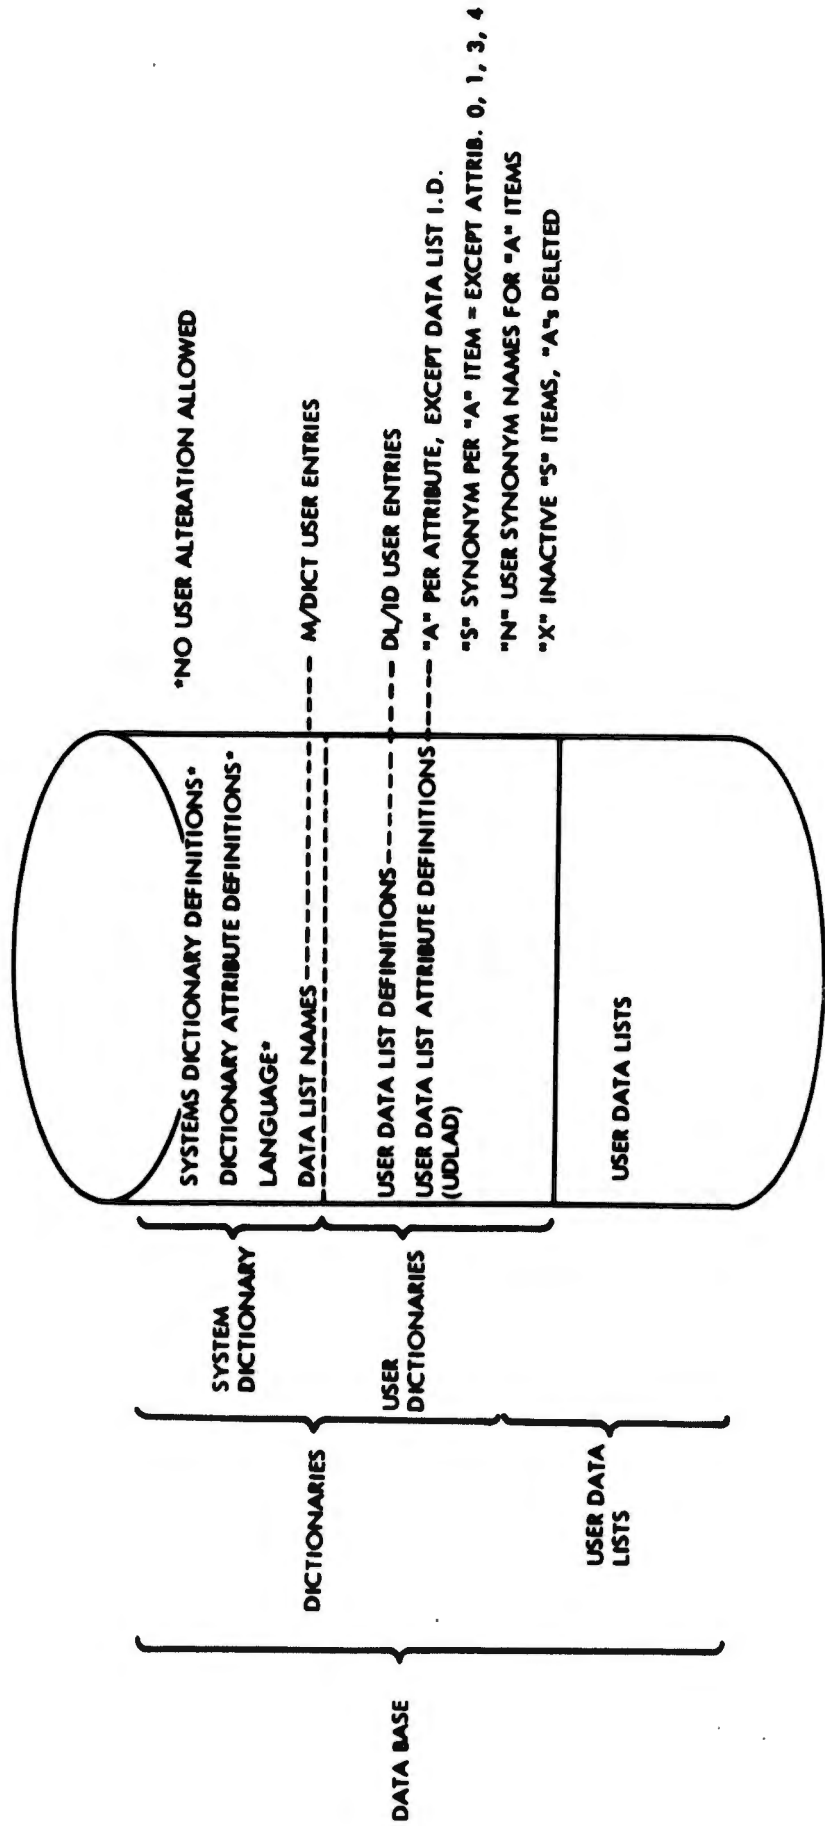 DATA BASE
DICTIONARIES
USER DATA
LISTS
SYSTEM
DICTIONARY
USER
DICTIONARIES
SYSTEMS DICTIONARY DEFINITIONS*
DICTIONARY ATTRIBUTE DEFINITIONS*
LANGUAGE*
DATA LIST NAMES
USER DATA LIST DEFINITIONS
USER DATA LIST ATTRIBUTE DEFINITIONS
(UDLAD)
USER DATA LISTS
*NO USER ALTERATION ALLOWED
M/DICT USER ENTRIES
DL/ID USER ENTRIES
"A" PER ATTRIBUTE, EXCEPT DATA LIST I.D.
"S" SYNONYM PER "A" ITEM = EXCEPT ATTRIB. 0, 1, 3, 4
"N" USER SYNONYM NAMES FOR "A" ITEMS
"X" INACTIVE "S" ITEMS, "A"s DELETED